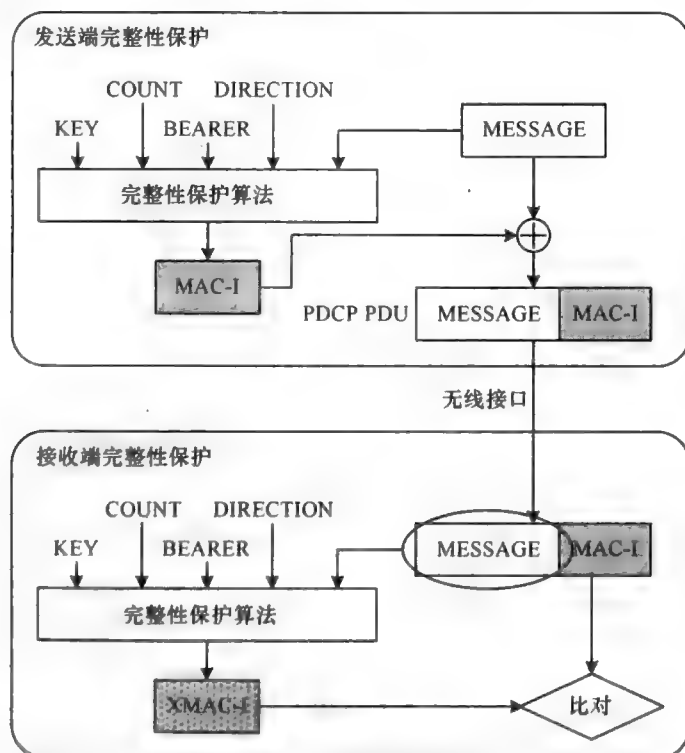 发送端完整性保护
COUNT DIRECTION
KEY BEARER
MESSAGE
完整性保护算法
MAC-I
PDCP PDU MESSAGE MAC-I
无线接口
接收端完整性保护
COUNT DIRECTION
KEY BEARER
MESSAGE MAC-I
完整性保护算法
XMAC-I
比对